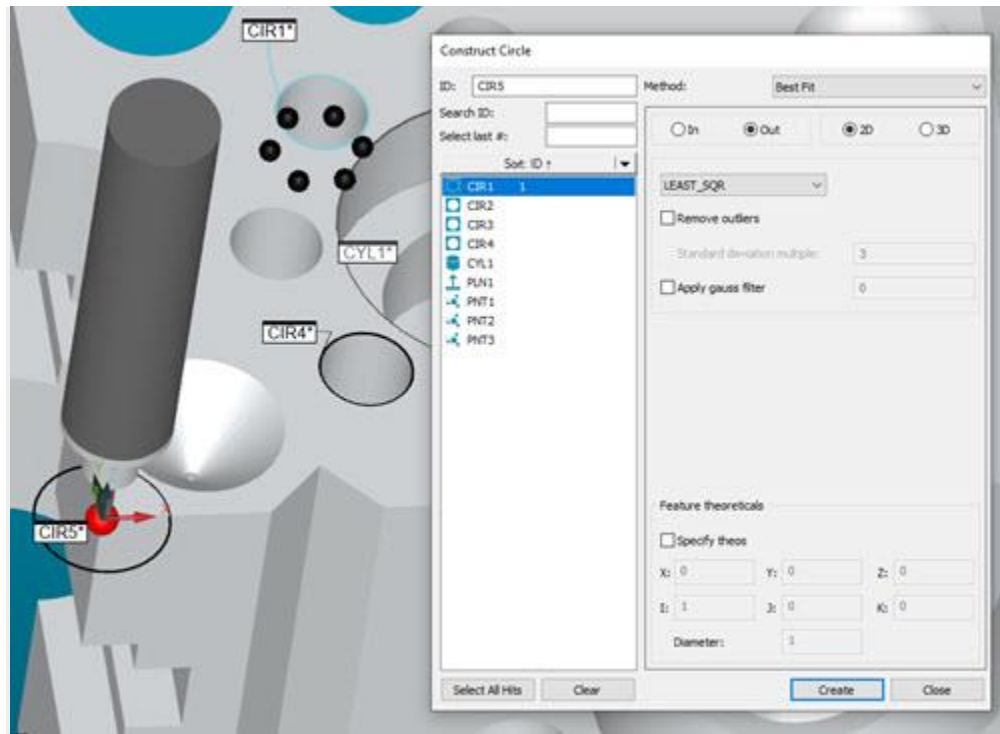 CIR1*
CYL1*
CIR4*
CIR5*
Construct Circle
ID: CIR5
Search ID:
Select last #:
Sort: ID ↑
CIR1 1
CIR2
CIR3
CIR4
CYL1
PLN1
PNT1
PNT2
PNT3
Select All Hits Clear
Method: Best Fit
In Out 2D 3D
LEAST_SQR
Remove outliers
Standard deviation multiple: 3
Apply gauss filter 0
Feature theoreticals
Specify theos
X: 0 Y: 0 Z: 0
I: 1 J: 0 K: 0
Diameter: 1
Create Close